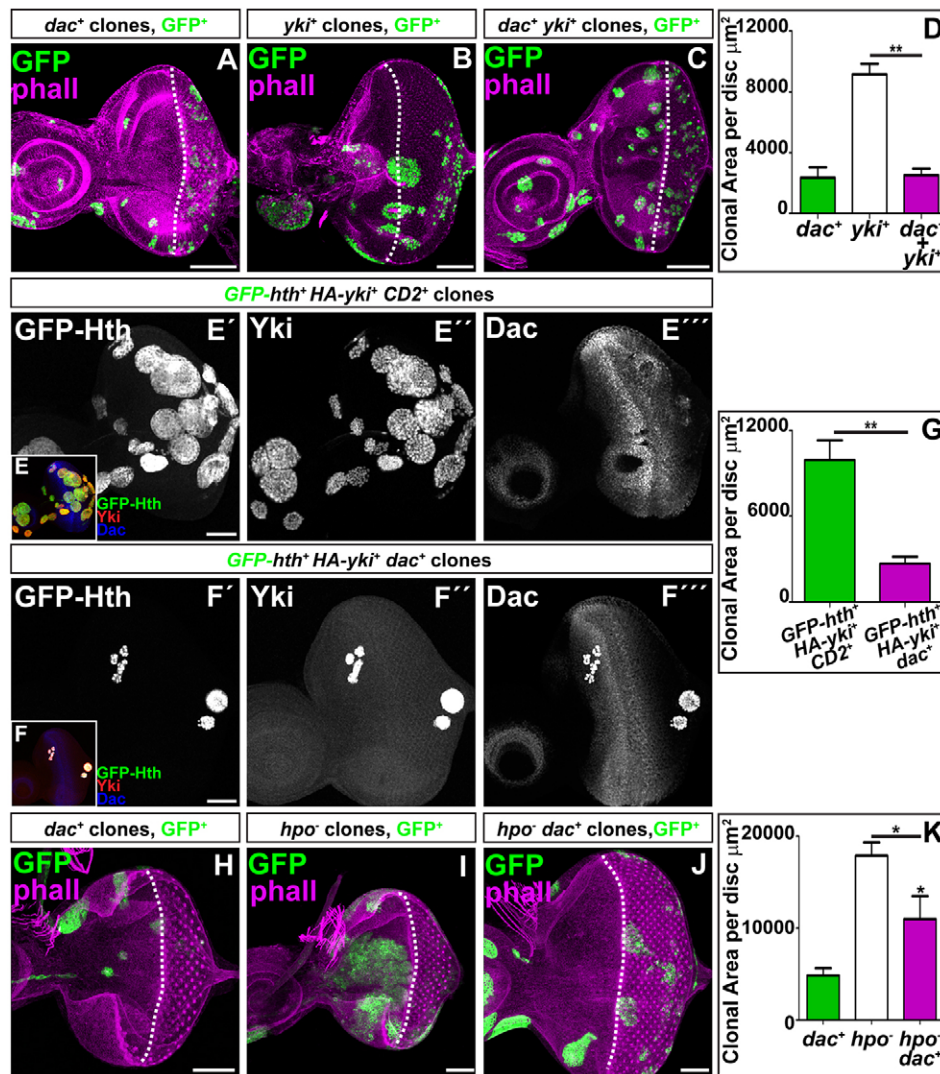 dac⁺ clones, GFP⁺
yki⁺ clones, GFP⁺
dac⁺ yki⁺ clones, GFP⁺
GFP
phall
A
GFP
phall
B
GFP
phall
C
D
Clonal Area per disc μm²
12000
8000
4000
0
**
dac⁺
yki⁺
dac⁺
+
yki⁺
GFP-hth⁺ HA-yki⁺ CD2⁺ clones
GFP-Hth
E´
Yki
E´´
Dac
E´´´
E
GFP-Hth
Yki
Dac
G
Clonal Area per disc μm²
12000
6000
0
**
GFP-hth⁺
HA-yki⁺
CD2⁺
GFP-hth⁺
HA-yki⁺
dac⁺
GFP-hth⁺ HA-yki⁺ dac⁺ clones
GFP-Hth
F´
Yki
F´´
Dac
F´´´
F
GFP-Hth
Yki
Dac
dac⁺ clones, GFP⁺
hpo⁻ clones, GFP⁺
hpo⁻ dac⁺ clones,GFP⁺
GFP
phall
H
GFP
phall
I
GFP
phall
J
K
Clonal Area per disc μm²
20000
10000
0
*
*
dac⁺
hpo⁻
hpo⁻
dac⁺